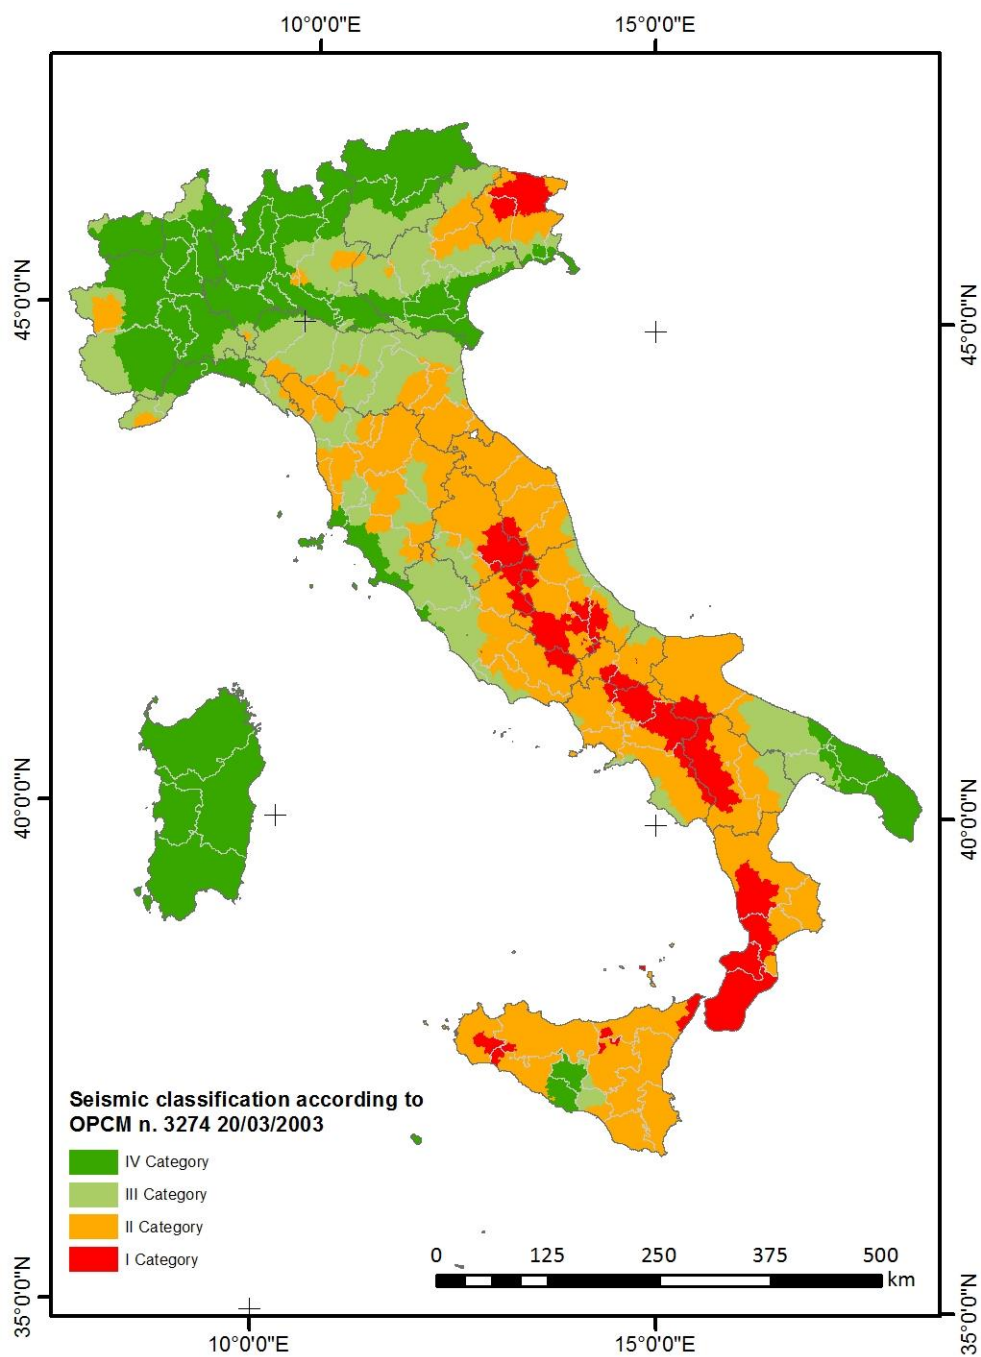 10°0'0"E 15°0'0"E
45°0'0"N
45°0'0"N
40°0'0"N
40°0'0"N
Seismic classification according to
OPCM n. 3274 20/03/2003
IV Category
III Category
II Category
I Category
0 125 250 375 500
km
35°0'0"N
35°0'0"N
10°0'0"E 15°0'0"E